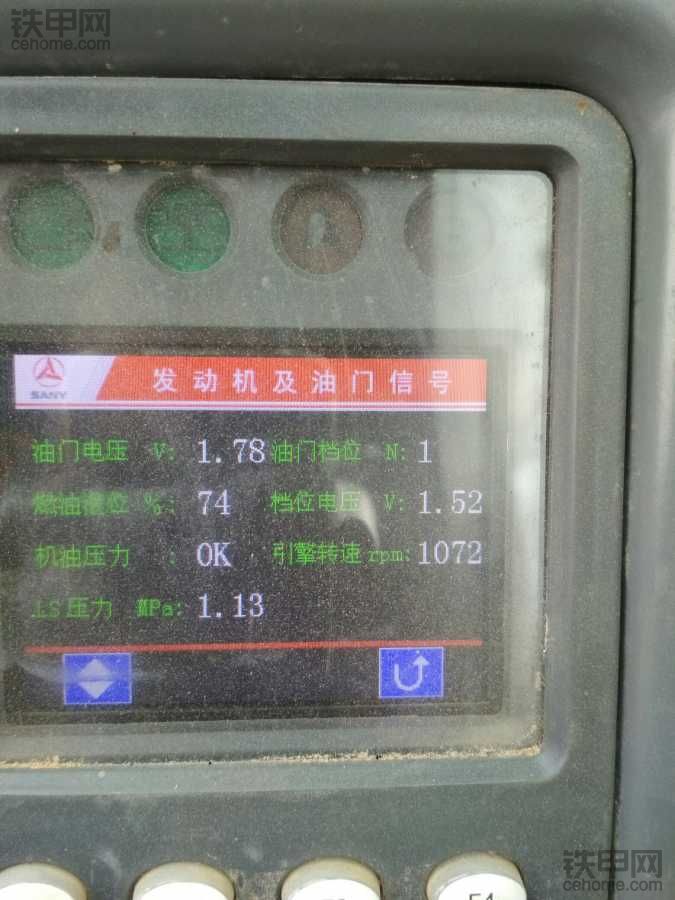 铁甲网
cehome.com
SANY
发动机及油门信号
油门电压 V: 1.78 油门档位 N: 1
燃油液位 %: 74 档位电压 V: 1.52
机油压力 : OK 引擎转速 rpm: 1072
LS压力 MPa: 1.13
铁甲网
cehome.com